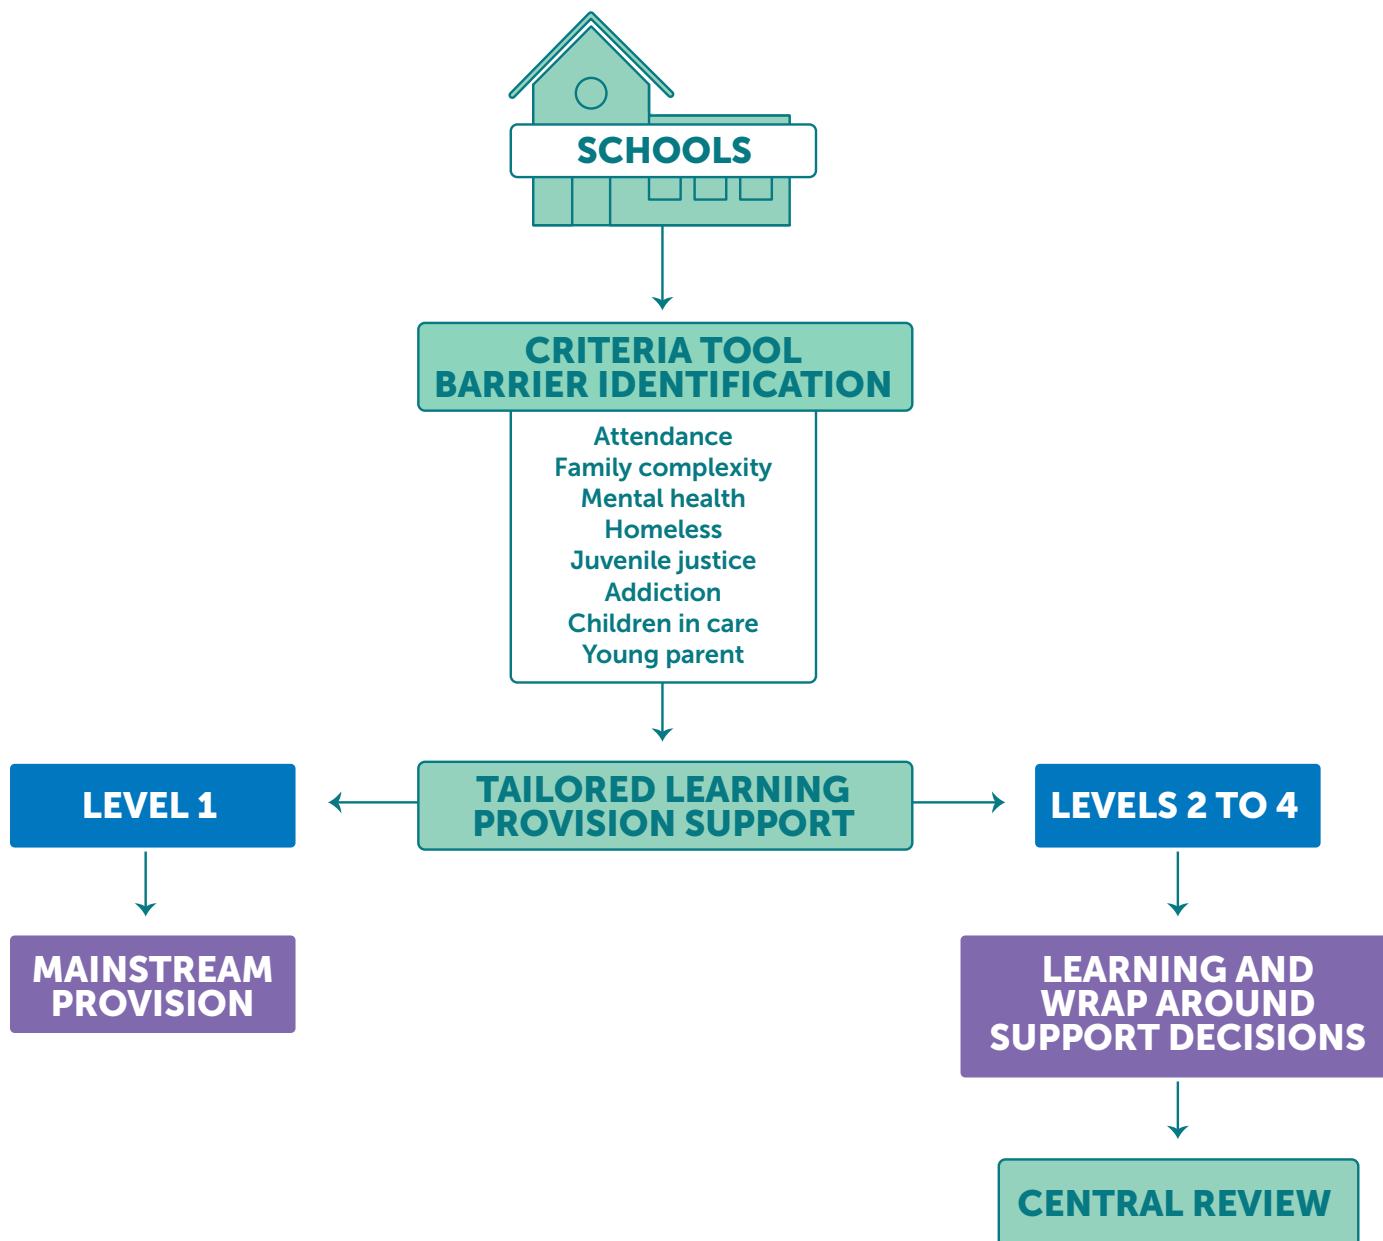 SCHOOLS
CRITERIA TOOL
BARRIER IDENTIFICATION
Attendance
Family complexity
Mental health
Homeless
Juvenile justice
Addiction
Children in care
Young parent
LEVEL 1
TAILORED LEARNING
PROVISION SUPPORT
LEVELS 2 TO 4
MAINSTREAM
PROVISION
LEARNING AND
WRAP AROUND
SUPPORT DECISIONS
CENTRAL REVIEW